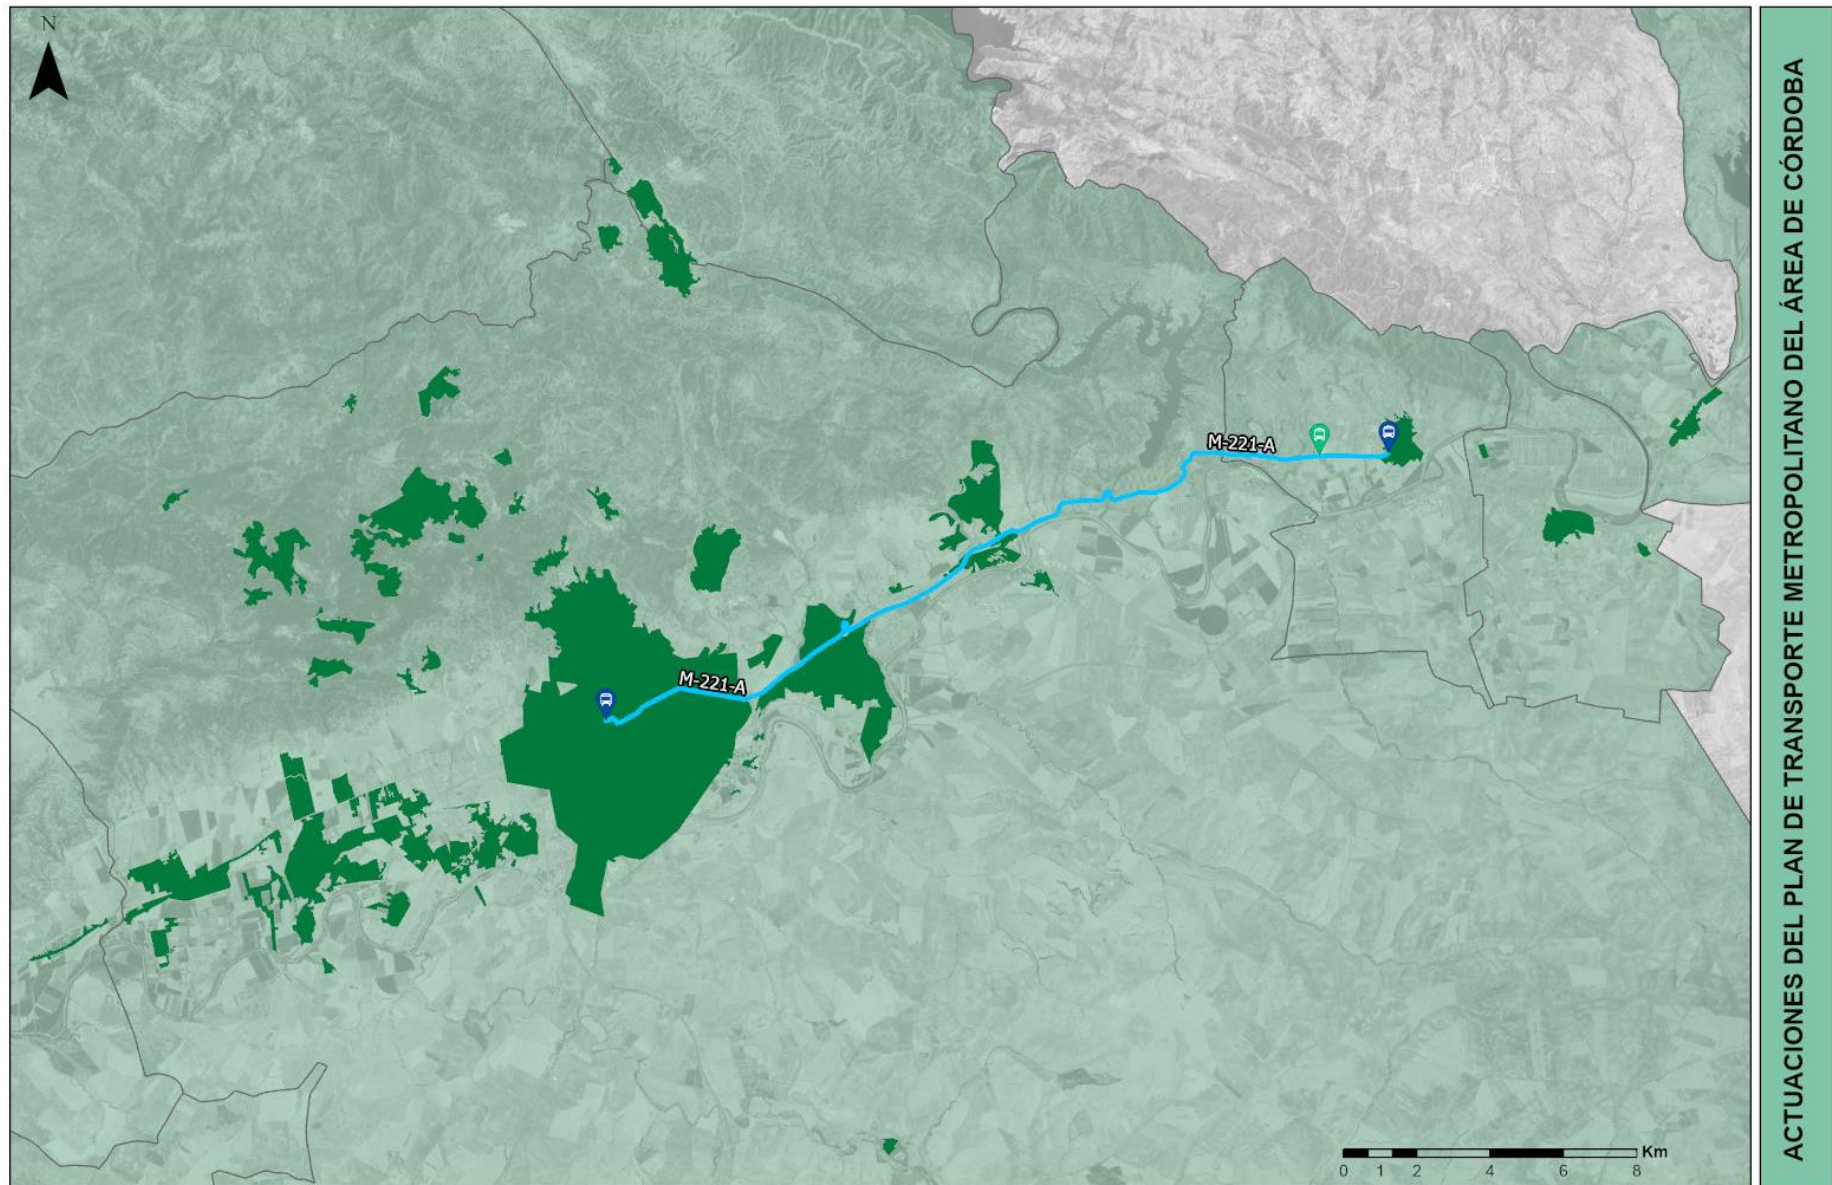 N
M-221-A
M-221-A
Km
0 1 2 4 6 8
ACTUACIONES DEL PLAN DE TRANSPORTE METROPOLITANO DEL ÁREA DE CÓRDOBA